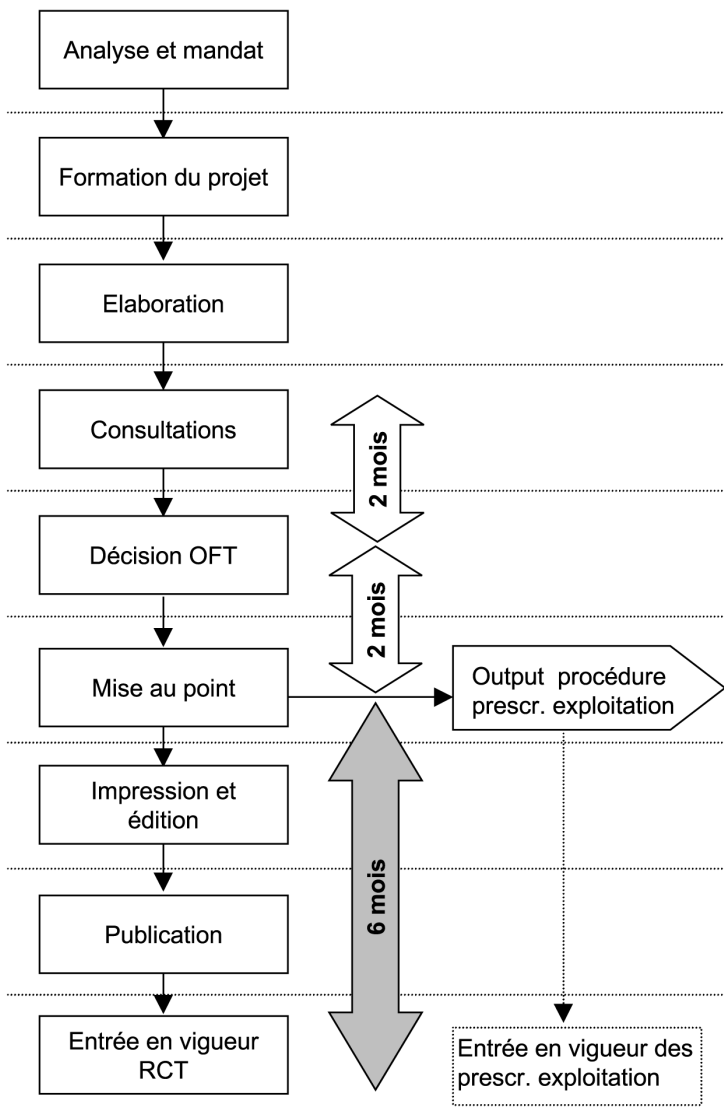 Analyse et mandat
Formation du projet
Elaboration
Consultations
2 mois
Décision OFT
2 mois
Mise au point
Output procédure
prescr. exploitation
Impression et
édition
6 mois
Publication
Entrée en vigueur
RCT
Entrée en vigueur des
prescr. exploitation